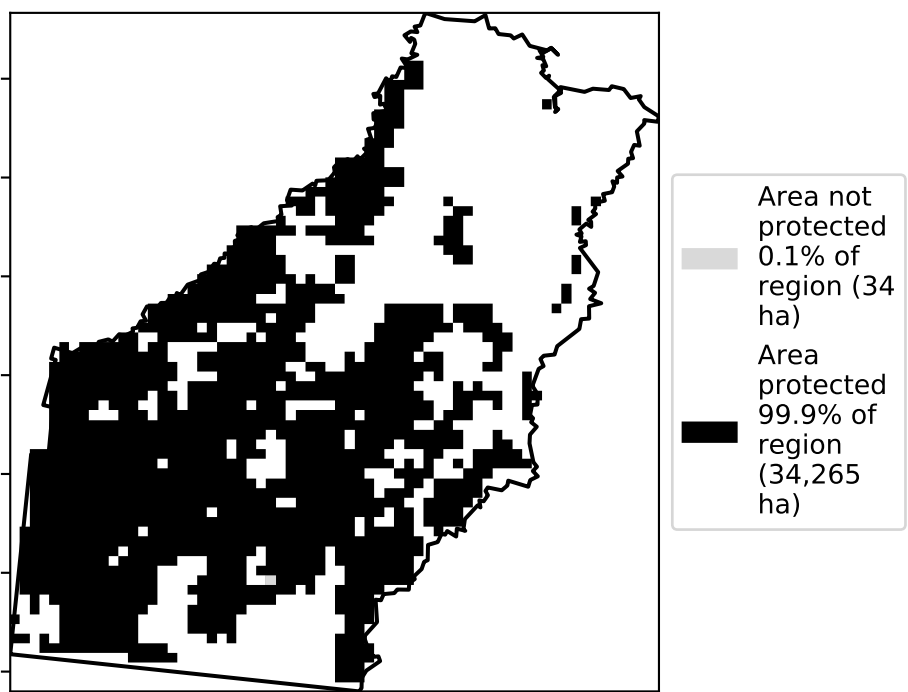 Area not
protected
0.1% of
region (34
ha)
Area
protected
99.9% of
region
(34,265
ha)